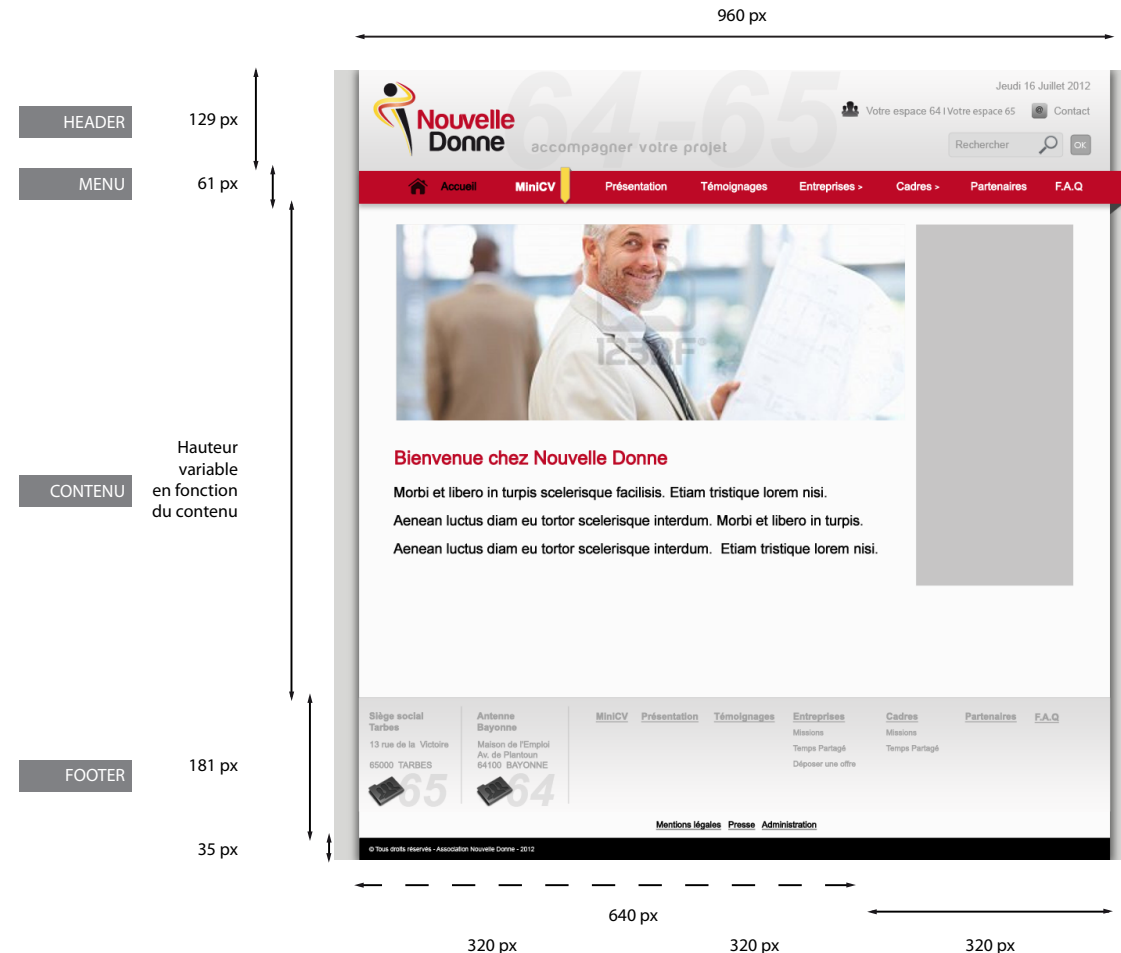 960 px
HEADER
129 px
MENU
61 px
CONTENU
Hauteur
variable
en fonction
du contenu
FOOTER
181 px
35 px
64-65
Nouvelle
Donne
accompagner votre projet
Jeudi 16 Juillet 2012
Votre espace 64 I Votre espace 65
@ Contact
Rechercher
OK
Accueil
MiniCV
Présentation
Témoignages
Entreprises >
Cadres >
Partenaires
F.A.Q
123RF®
Bienvenue chez Nouvelle Donne
Morbi et libero in turpis scelerisque facilisis. Etiam tristique lorem nisi.
Aenean luctus diam eu tortor scelerisque interdum. Morbi et libero in turpis.
Aenean luctus diam eu tortor scelerisque interdum.  Etiam tristique lorem nisi.
Siège social
Tarbes
13 rue de la Victoire
65000 TARBES
65
Antenne
Bayonne
Maison de l'Emploi
Av. de Plantoun
64100 BAYONNE
64
MiniCV
Présentation
Témoignages
Entreprises
Missions
Temps Partagé
Déposer une offre
Cadres
Missions
Temps Partagé
Partenaires
F.A.Q
Mentions légales Presse Administration
© Tous droits réservés - Association Nouvelle Donne - 2012
640 px
320 px
320 px
320 px